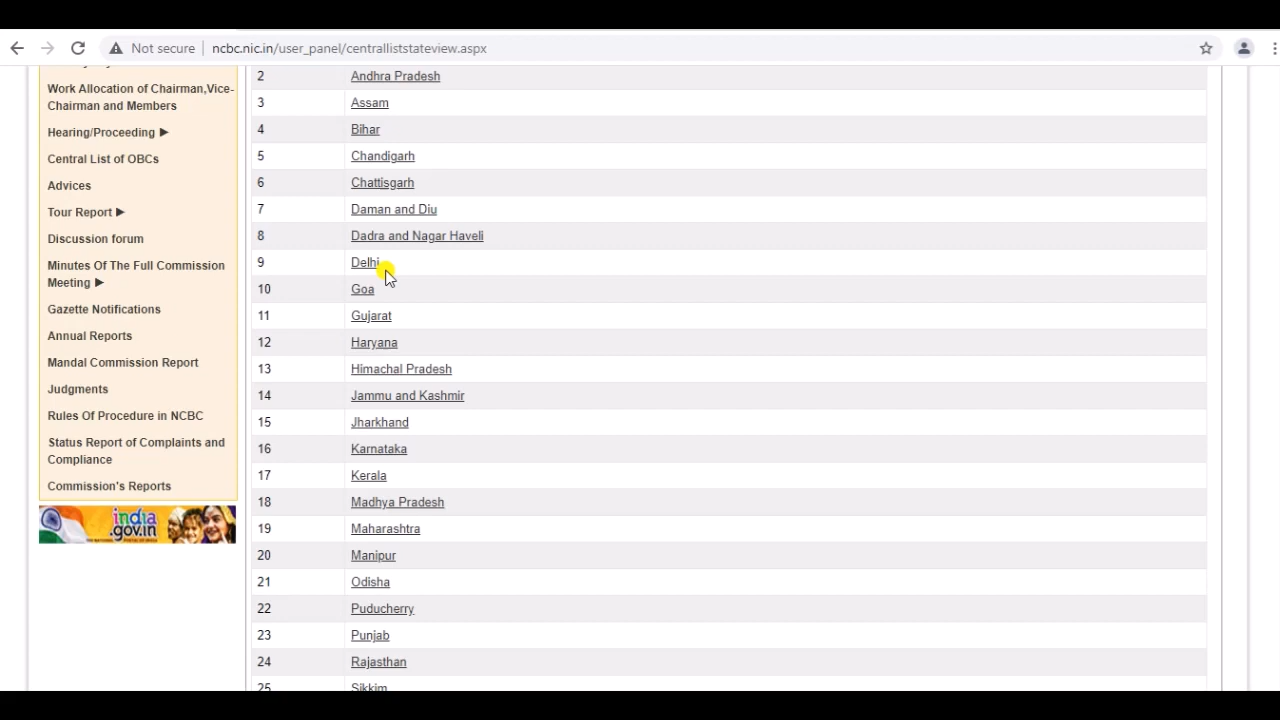 Not secure
ncbc.nic.in/user_panel/centralliststateview.aspx
Work Allocation of Chairman,Vice-
Chairman and Members
Hearing/Proceeding ▶
Central List of OBCs
Advices
Tour Report ▶
Discussion forum
Minutes Of The Full Commission
Meeting ▶
Gazette Notifications
Annual Reports
Mandal Commission Report
Judgments
Rules Of Procedure in NCBC
Status Report of Complaints and
Compliance
Commission's Reports
india
.gov.in
2 Andhra Pradesh
3 Assam
4 Bihar
5 Chandigarh
6 Chattisgarh
7 Daman and Diu
8 Dadra and Nagar Haveli
9 Delhi
10 Goa
11 Gujarat
12 Haryana
13 Himachal Pradesh
14 Jammu and Kashmir
15 Jharkhand
16 Karnataka
17 Kerala
18 Madhya Pradesh
19 Maharashtra
20 Manipur
21 Odisha
22 Puducherry
23 Punjab
24 Rajasthan
25 Sikkim